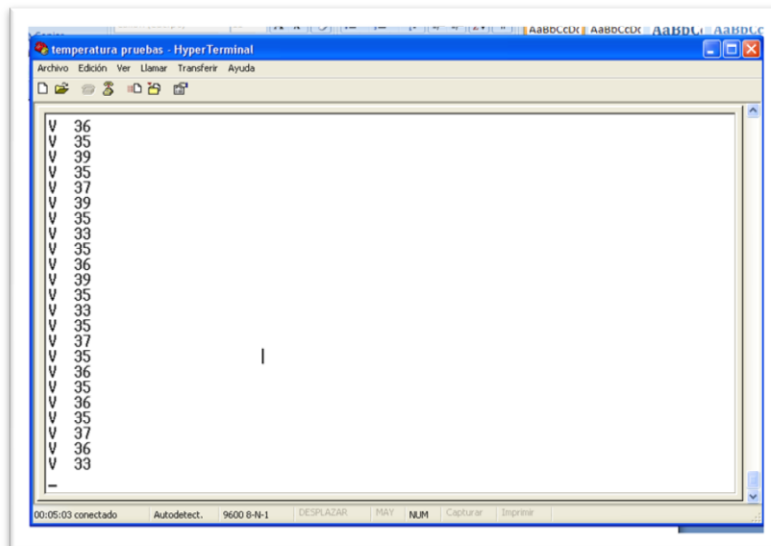 AaBbCcDc AaBbCcDc AaBbC AaBbCc
temperatura pruebas - HyperTerminal
Archivo Edición Ver Llamar Transferir Ayuda
V 36
V 35
V 39
V 35
V 37
V 39
V 35
V 33
V 35
V 36
V 39
V 35
V 33
V 35
V 37
V 35
V 36
V 35
V 36
V 35
V 37
V 36
V 33
00:05:03 conectado Autodetect. 9600 8-N-1 DESPLAZAR MAY NUM Capturar Imprimir